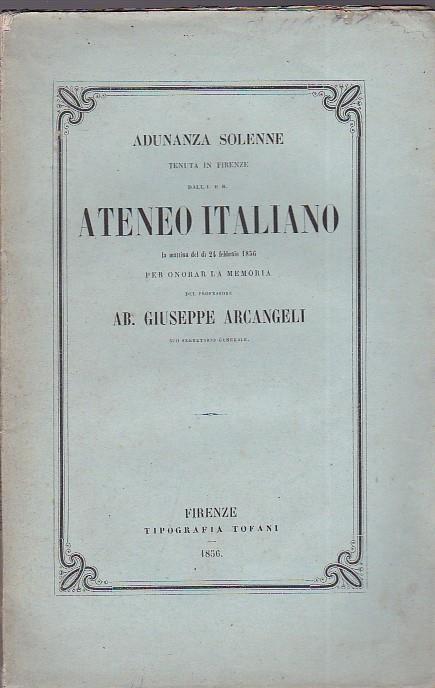 ADUNANZA SOLENNE
TENUTA IN FIRENZE
DALL'I. E R.
ATENEO ITALIANO
la mattina del dì 24 febbraio 1856
PER ONORAR LA MEMORIA
DEL PROFESSORE
AB. GIUSEPPE ARCANGELI
SUO SEGRETARIO GENERALE.
FIRENZE
TIPOGRAFIA TOFANI
1856.